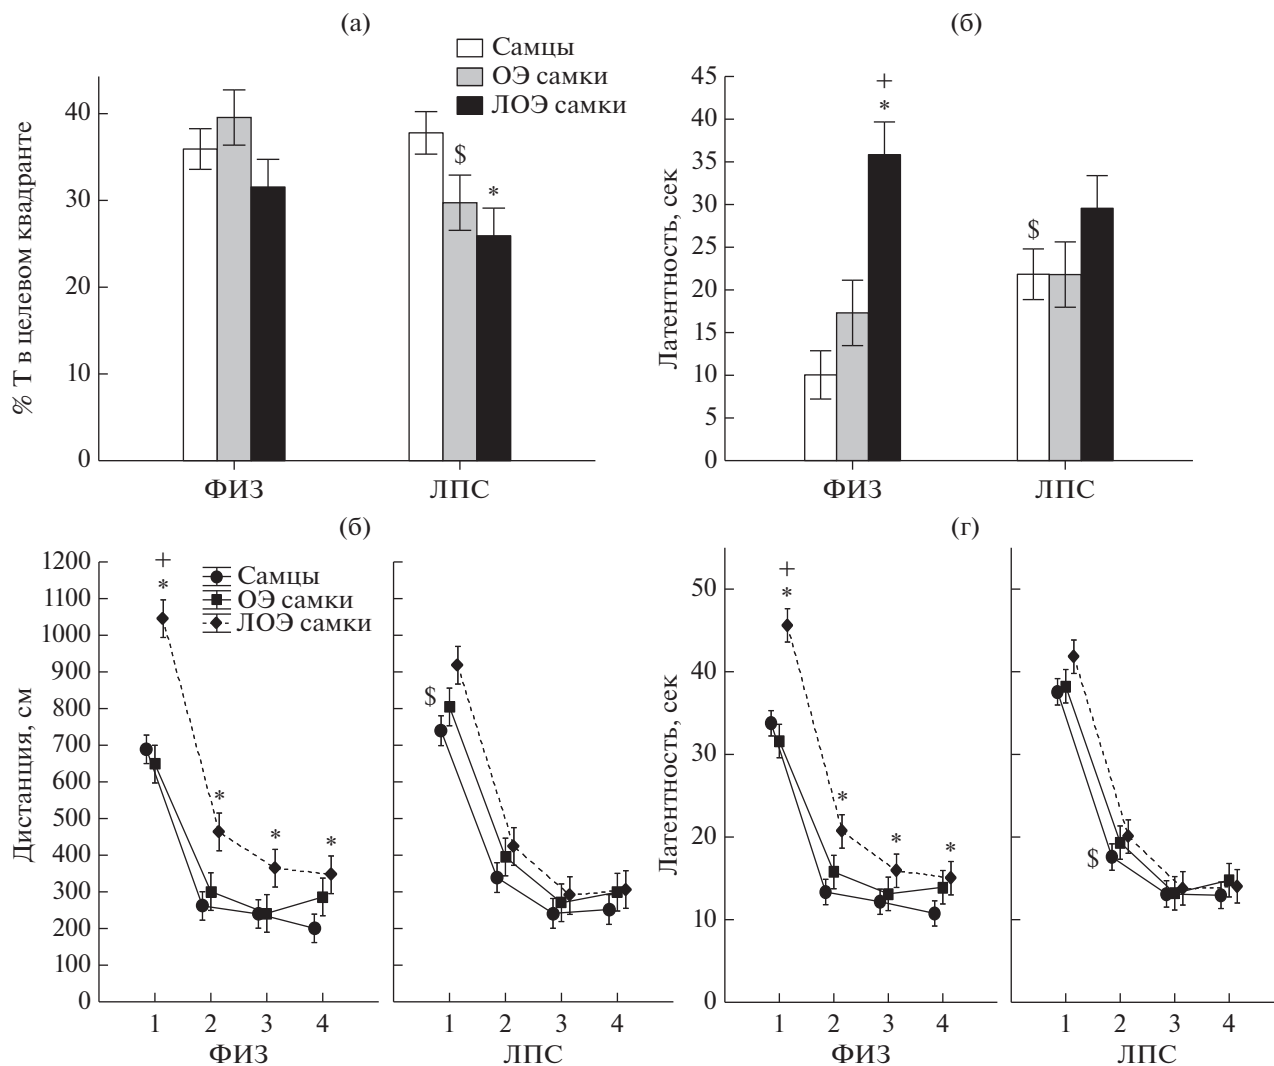 (а)
Самцы
ОЭ самки
ЛОЭ самки
% Т в целевом квадранте
40
30
20
10
0
$
*
ФИЗ
ЛПС
(б)
Латентность, сек
45
40
35
30
25
20
15
10
5
0
+
*
$
ФИЗ
ЛПС
(б)
Самцы
ОЭ самки
ЛОЭ самки
Дистанция, см
1200
1100
1000
900
800
700
600
500
400
300
200
100
0
+
*
*
*
*
$
1 2 3 4
ФИЗ
1 2 3 4
ЛПС
(г)
Латентность, сек
50
40
30
20
10
0
+
*
*
*
*
$
1 2 3 4
ФИЗ
1 2 3 4
ЛПС